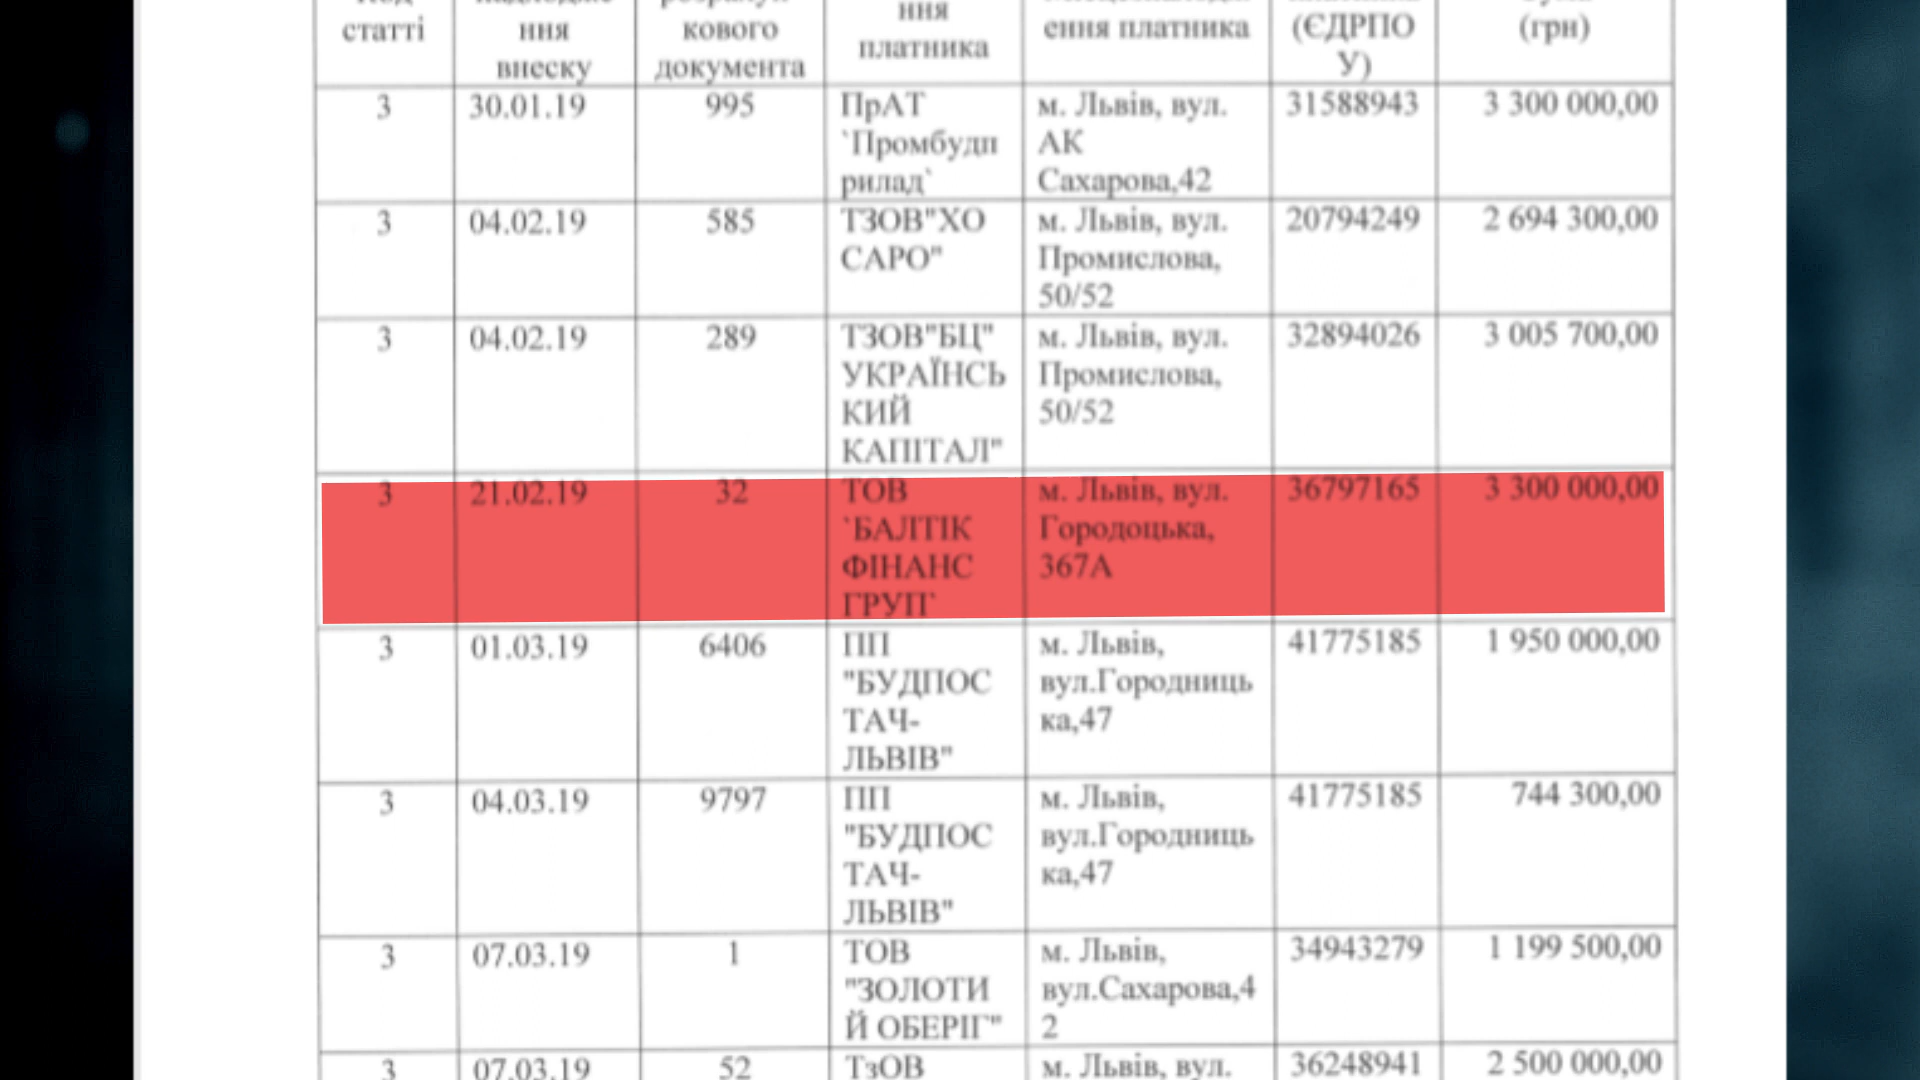 статті
ння
внеску
кового
документа
ння
платника
ення платника
(ЄДРПО
У)
(грн)
3 30.01.19 995 ПрАТ м. Львів, вул. 31588943 3 300 000,00
`Промбудп АК
рилад` Сахарова,42
3 04.02.19 585 ТЗОВ"ХО м. Львів, вул. 20794249 2 694 300,00
САРО" Промислова,
50/52
3 04.02.19 289 ТЗОВ"БЦ" м. Львів, вул. 32894026 3 005 700,00
УКРАЇНСЬ Промислова,
КИЙ 50/52
КАПІТАЛ"
3 21.02.19 32 ТОВ м. Львів, вул. 36797165 3 300 000,00
`БАЛТІК Городоцька,
ФІНАНС 367А
ГРУП`
3 01.03.19 6406 ПП м. Львів, 41775185 1 950 000,00
"БУДПОС вул.Городниць
ТАЧ- ка,47
ЛЬВІВ"
3 04.03.19 9797 ПП м. Львів, 41775185 744 300,00
"БУДПОС вул.Городниць
ТАЧ- ка,47
ЛЬВІВ"
3 07.03.19 1 ТОВ м. Львів, 34943279 1 199 500,00
"ЗОЛОТИ вул.Сахарова,4
Й ОБЕРІГ" 2
3 07.03.19 52 ТзОВ м. Львів, вул. 36248941 2 500 000,00